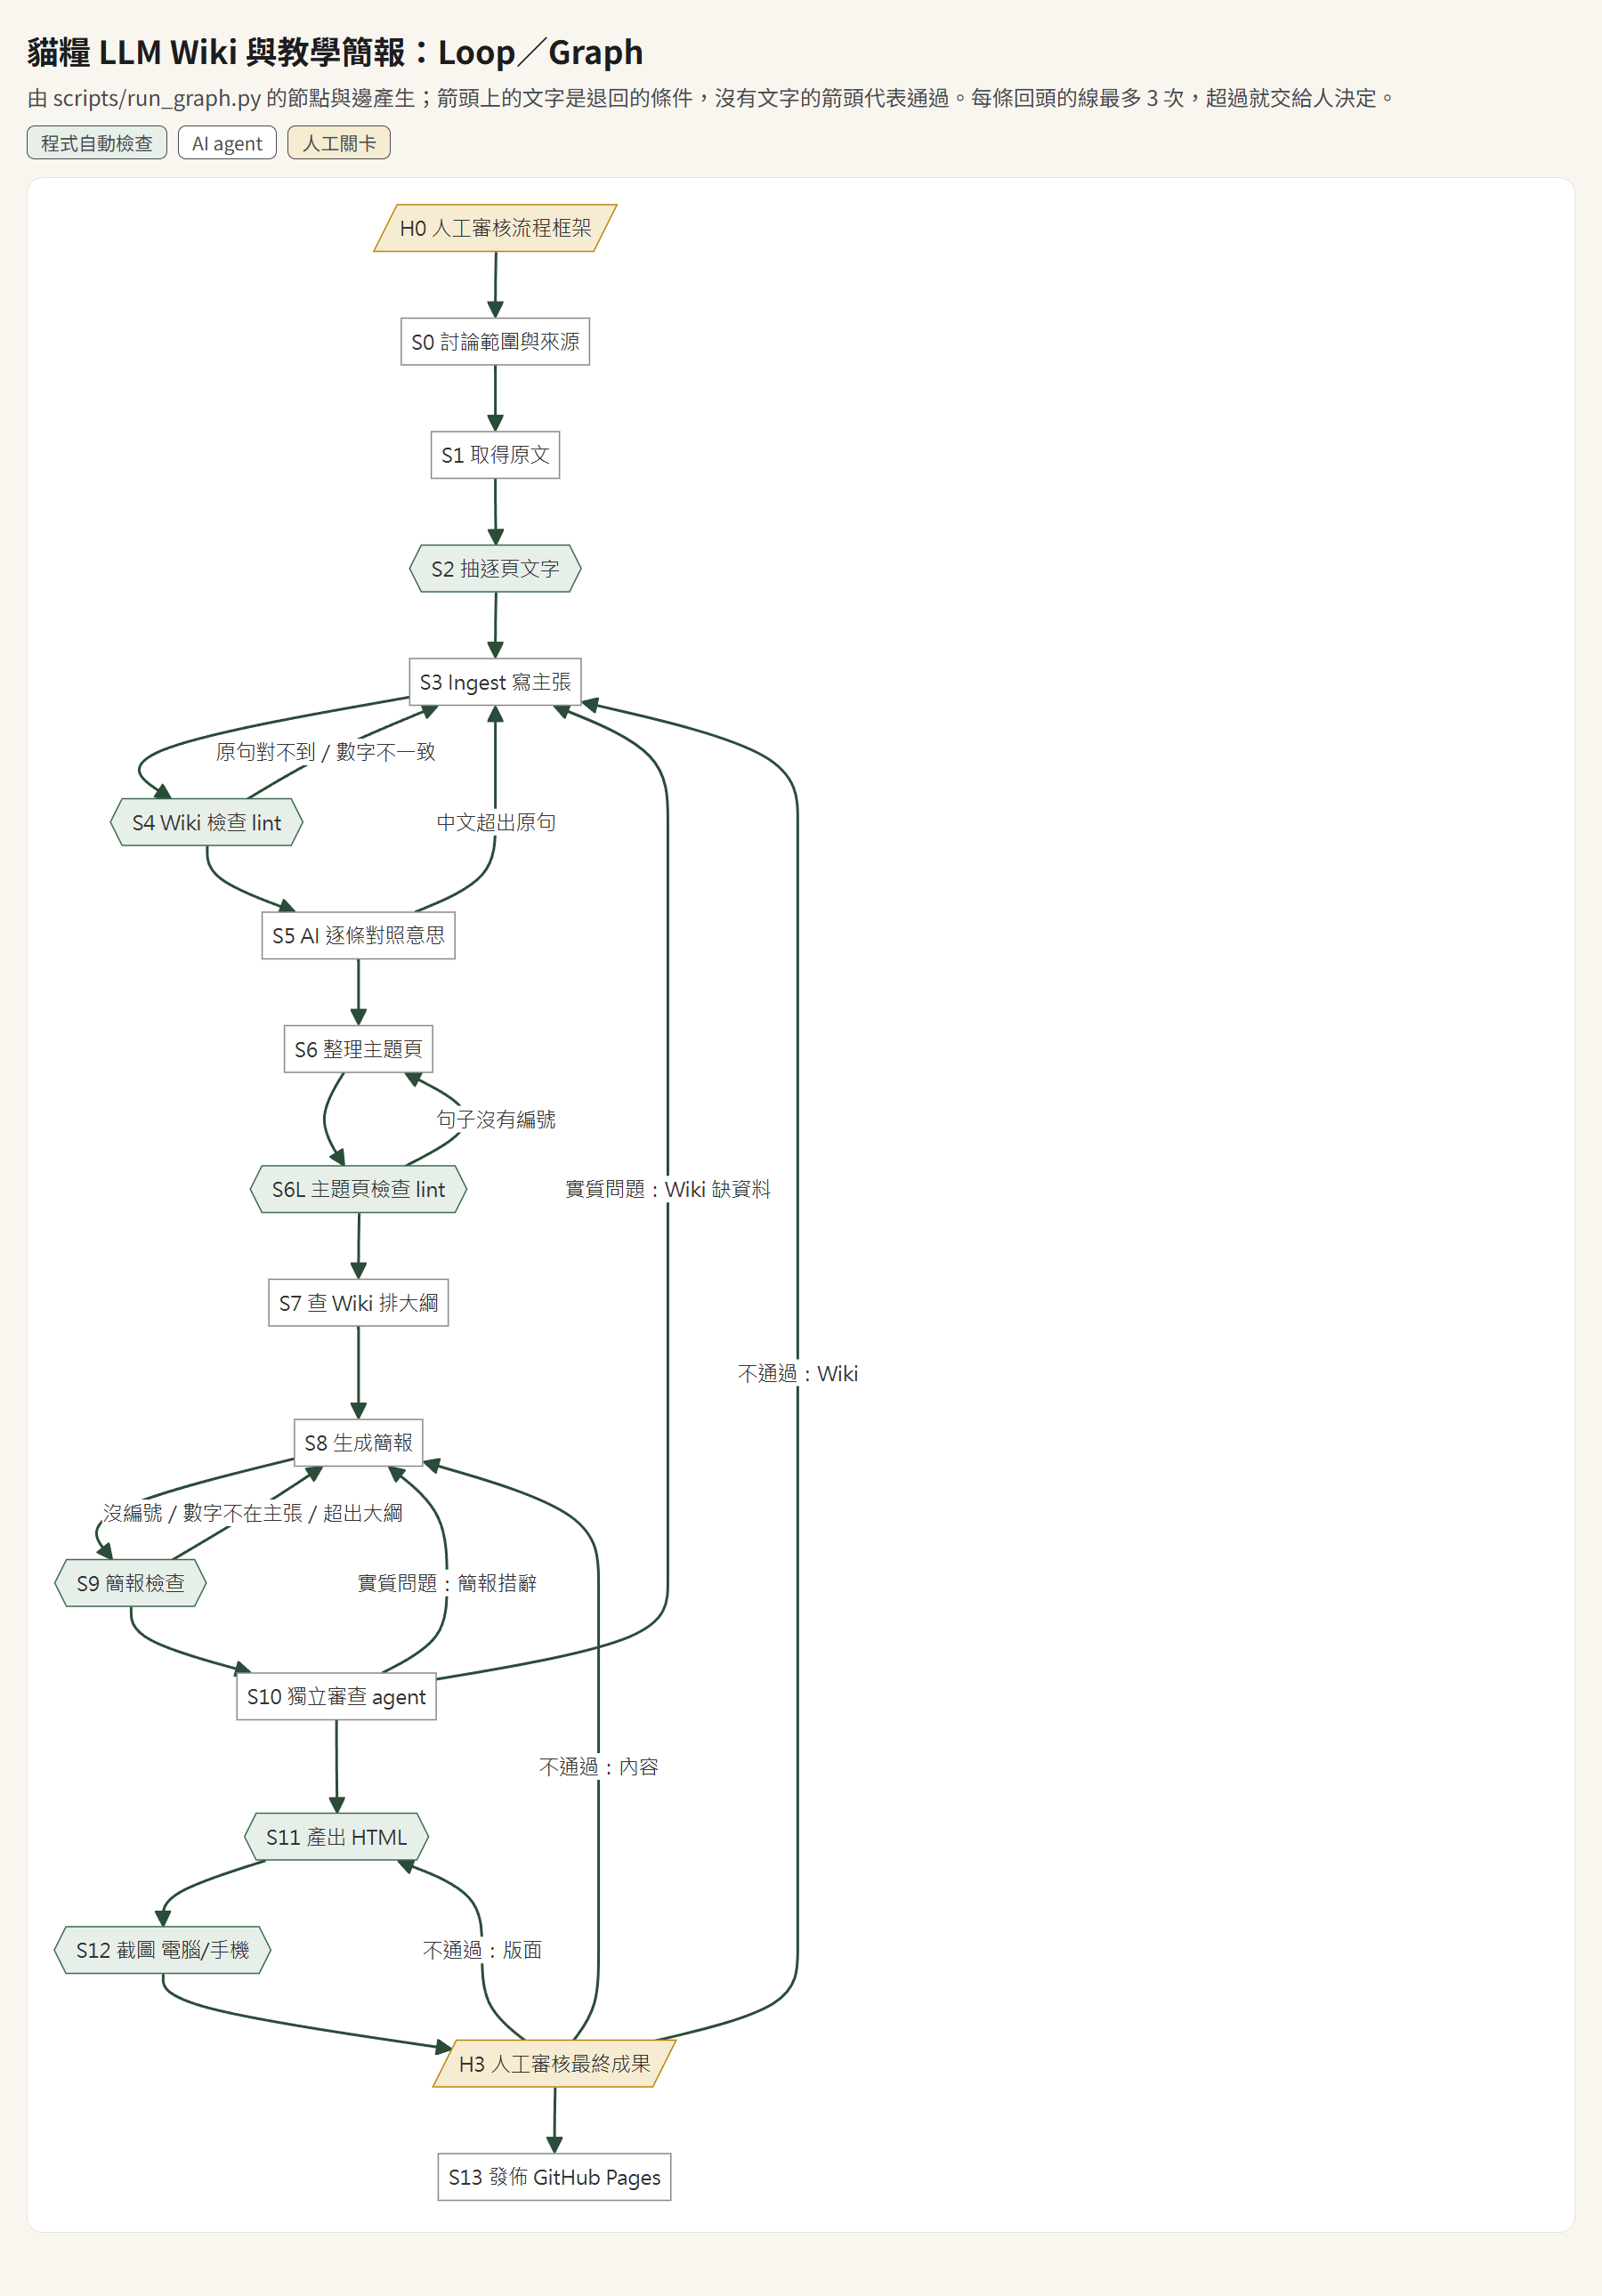 貓糧 LLM Wiki 與教學簡報：Loop／Graph
由 scripts/run_graph.py 的節點與邊產生；箭頭上的文字是退回的條件，沒有文字的箭頭代表通過。每條回頭的線最多 3 次，超過就交給人決定。
程式自動檢查
AI agent
人工關卡
H0 人工審核流程框架
S0 討論範圍與來源
S1 取得原文
S2 抽逐頁文字
S3 Ingest 寫主張
原句對不到 / 數字不一致
S4 Wiki 檢查 lint
中文超出原句
S5 AI 逐條對照意思
S6 整理主題頁
句子沒有編號
S6L 主題頁檢查 lint
實質問題：Wiki 缺資料
S7 查 Wiki 排大綱
不通過：Wiki
S8 生成簡報
沒編號 / 數字不在主張 / 超出大綱
S9 簡報檢查
實質問題：簡報措辭
S10 獨立審查 agent
不通過：內容
S11 產出 HTML
S12 截圖 電腦/手機
不通過：版面
H3 人工審核最終成果
S13 發佈 GitHub Pages